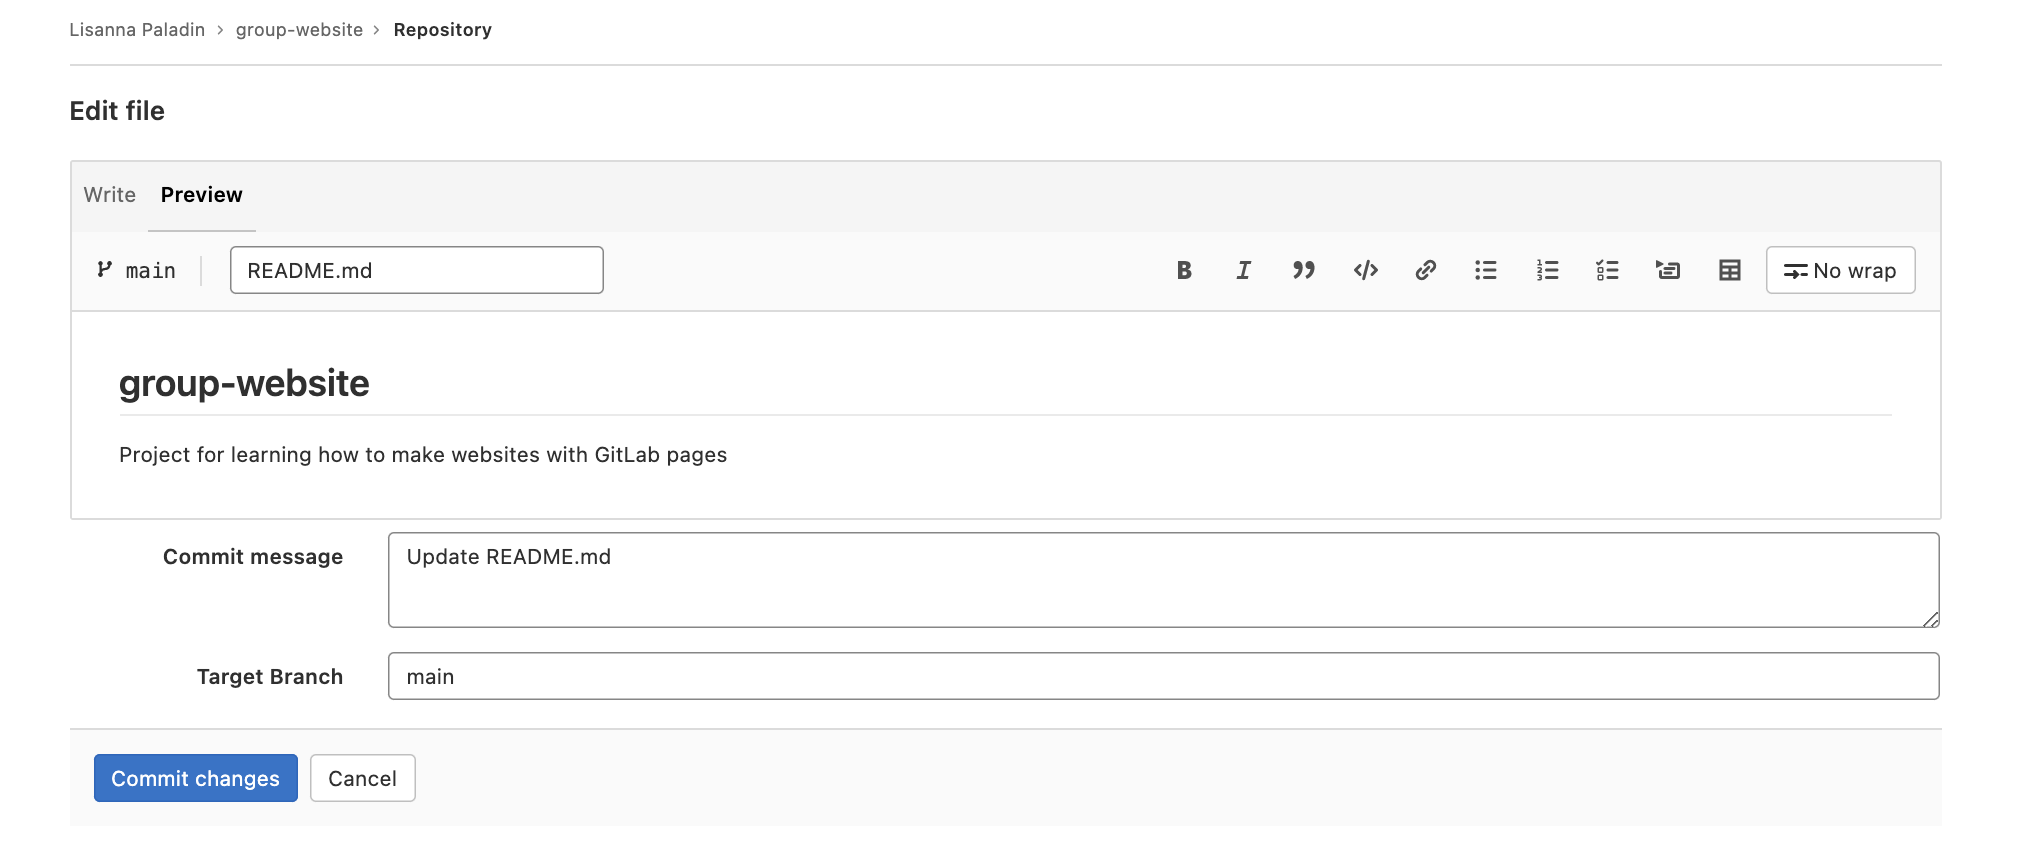 Lisanna Paladin > group-website > Repository
Edit file
Write Preview
main README.md No wrap
group-website
Project for learning how to make websites with GitLab pages
Commit message Update README.md
Target Branch main
Commit changes Cancel